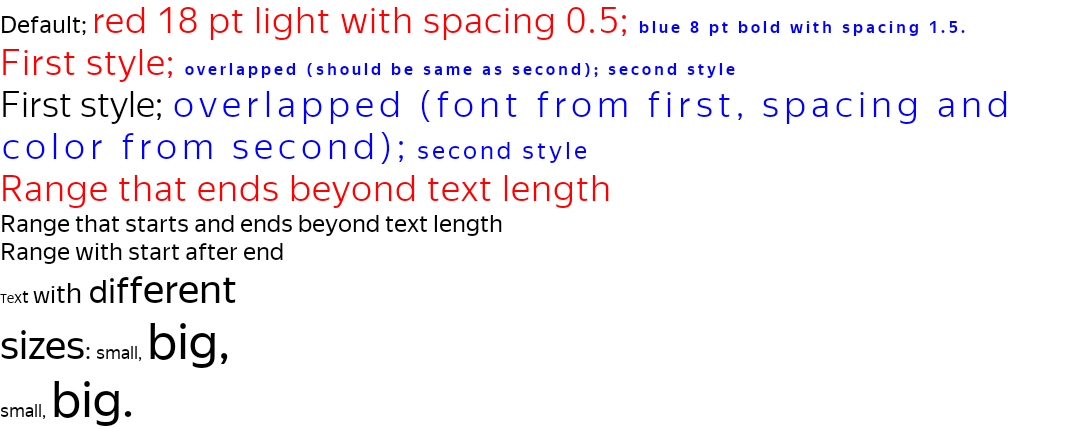 Default; red 18 pt light with spacing 0.5; blue 8 pt bold with spacing 1.5.
First style; overlapped (should be same as second); second style
First style; overlapped (font from first, spacing and
color from second); second style
Range that ends beyond text length
Range that starts and ends beyond text length
Range with start after end
TeXt with different
sizes: small, big,
small, big.